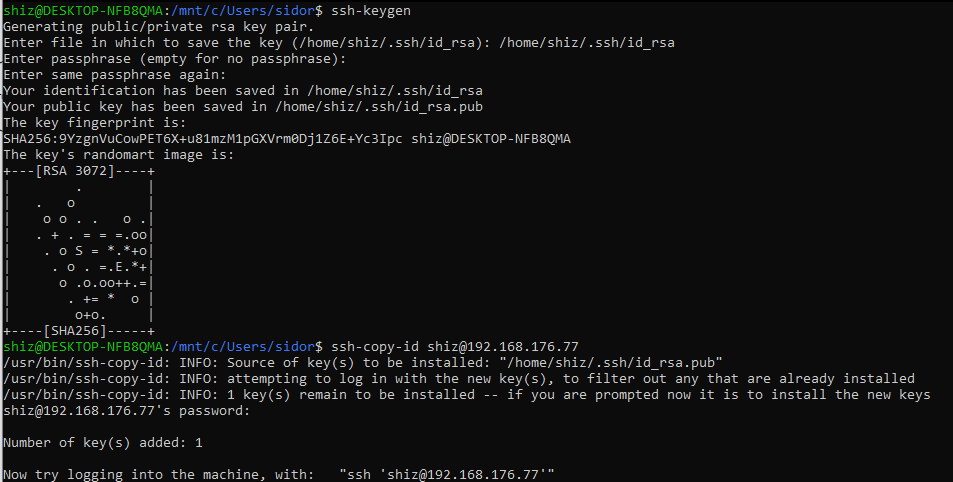 shiz@DESKTOP-NFB8QMA:/mnt/c/Users/sidor$ ssh-keygen
Generating public/private rsa key pair.
Enter file in which to save the key (/home/shiz/.ssh/id_rsa): /home/shiz/.ssh/id_rsa
Enter passphrase (empty for no passphrase):
Enter same passphrase again:
Your identification has been saved in /home/shiz/.ssh/id_rsa
Your public key has been saved in /home/shiz/.ssh/id_rsa.pub
The key fingerprint is:
SHA256:9YzgnVuCowPET6X+u81mzM1pGXVrm0Dj1Z6E+Yc3Ipc shiz@DESKTOP-NFB8QMA
The key's randomart image is:
+---[RSA 3072]----+
|        .        |
|   .   o         |
|    o o . .   o .|
|   . + . = = =.oo|
|    . o S = *.*+o|
|     . o . =.E.*+|
|      o .o.oo++.=|
|       . += *  o |
|        o+o.     |
+----[SHA256]-----+
shiz@DESKTOP-NFB8QMA:/mnt/c/Users/sidor$ ssh-copy-id shiz@192.168.176.77
/usr/bin/ssh-copy-id: INFO: Source of key(s) to be installed: "/home/shiz/.ssh/id_rsa.pub"
/usr/bin/ssh-copy-id: INFO: attempting to log in with the new key(s), to filter out any that are already installed
/usr/bin/ssh-copy-id: INFO: 1 key(s) remain to be installed -- if you are prompted now it is to install the new keys
shiz@192.168.176.77's password:
Number of key(s) added: 1
Now try logging into the machine, with:   "ssh 'shiz@192.168.176.77'"